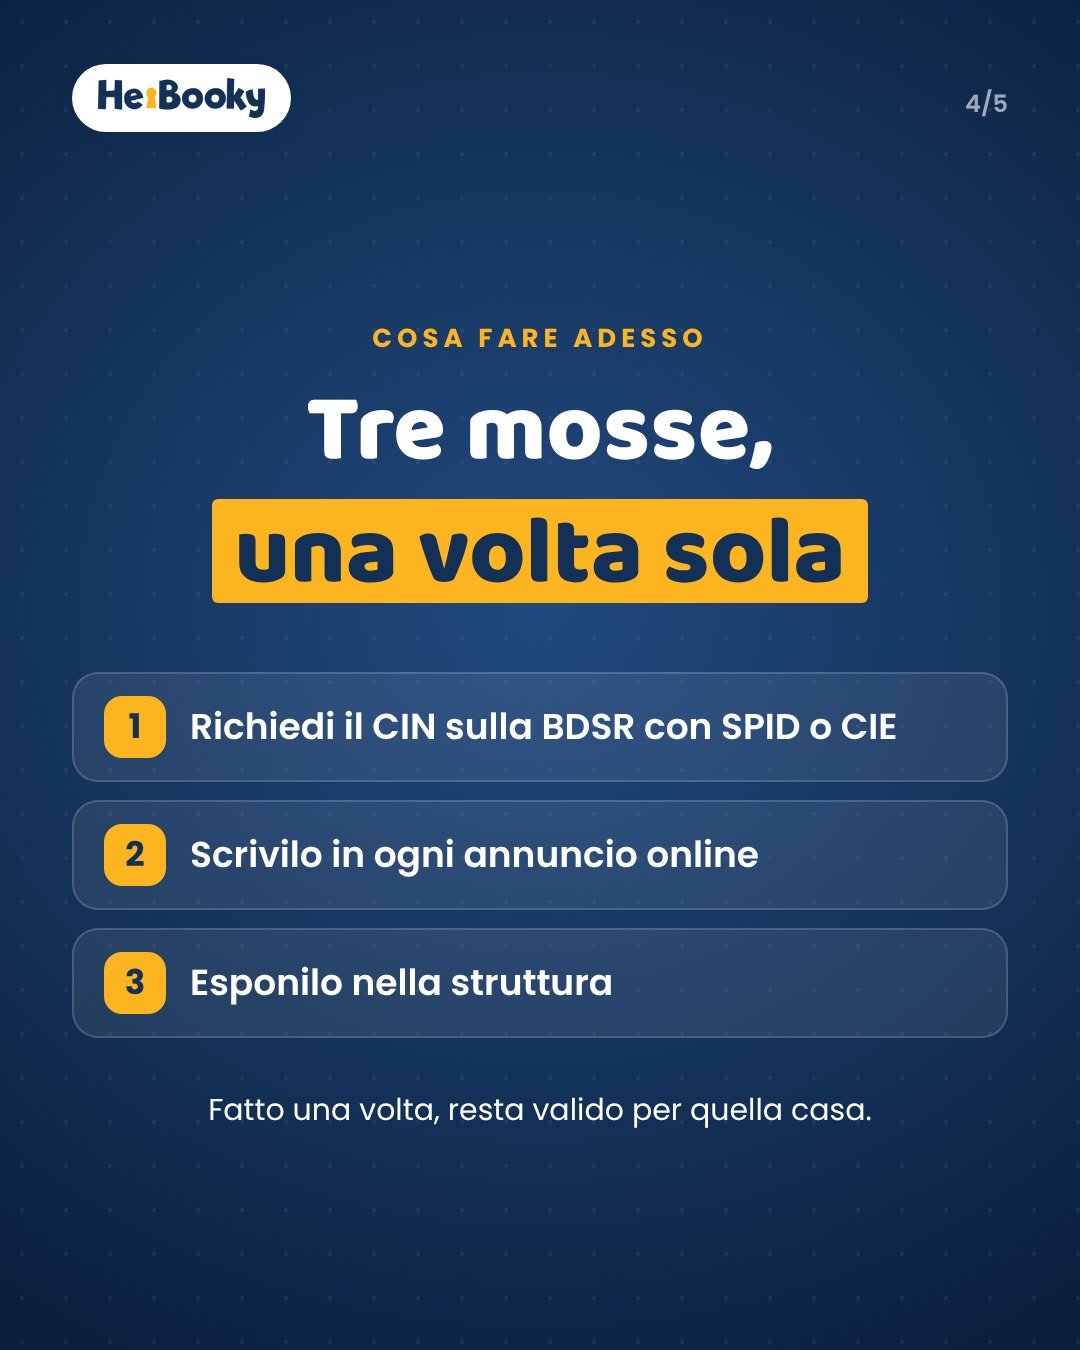 HeiBooky
4/5
COSA FARE ADESSO
Tre mosse,
una volta sola
1 Richiedi il CIN sulla BDSR con SPID o CIE
2 Scrivilo in ogni annuncio online
3 Esponilo nella struttura
Fatto una volta, resta valido per quella casa.